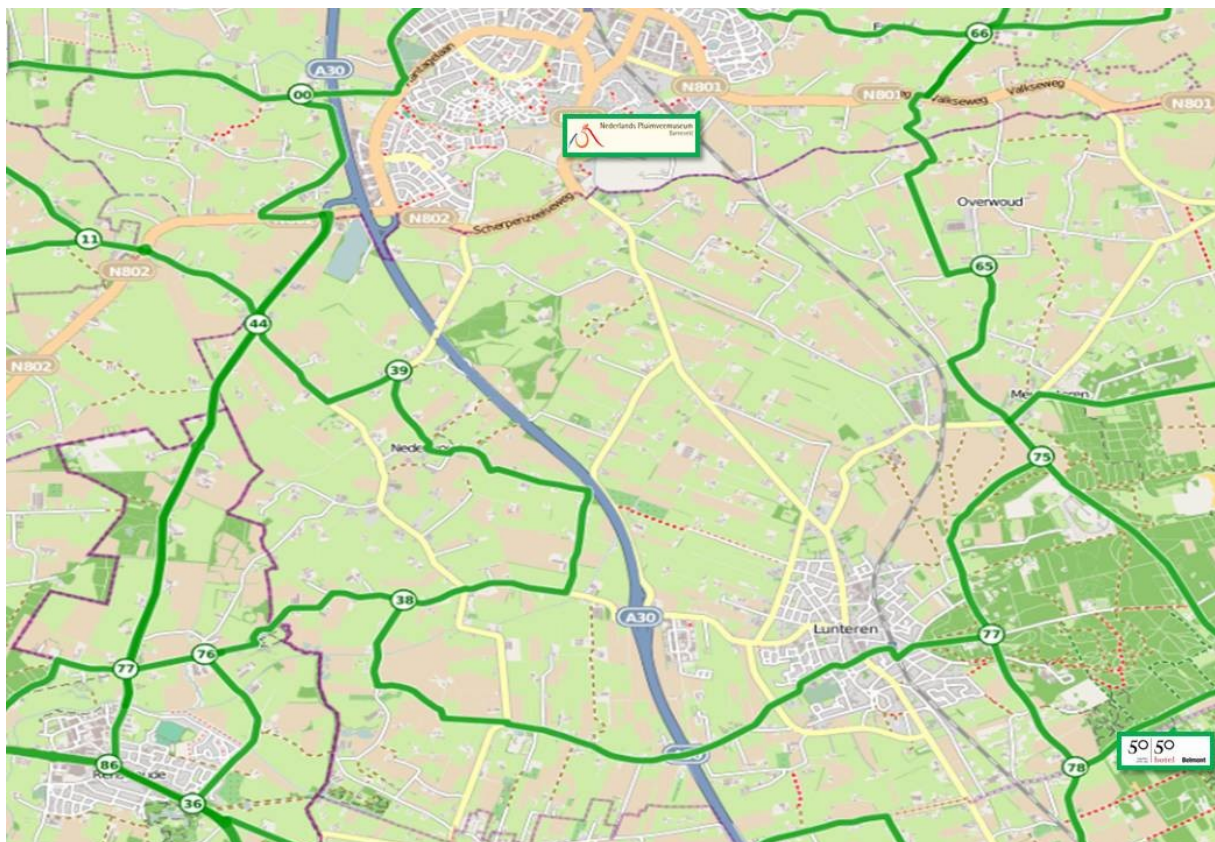 66
A30
00
N801
N801
Valkseweg
Valkseweg
N801
Nederlands Pluimveemuseum
Barneveld
Overwoud
N802
Scherpenzeelseweg
11
N802
65
44
N802
39
75
38
A30
Lunteren
77
76
77
50 50
hotel Belmont
86
78
36